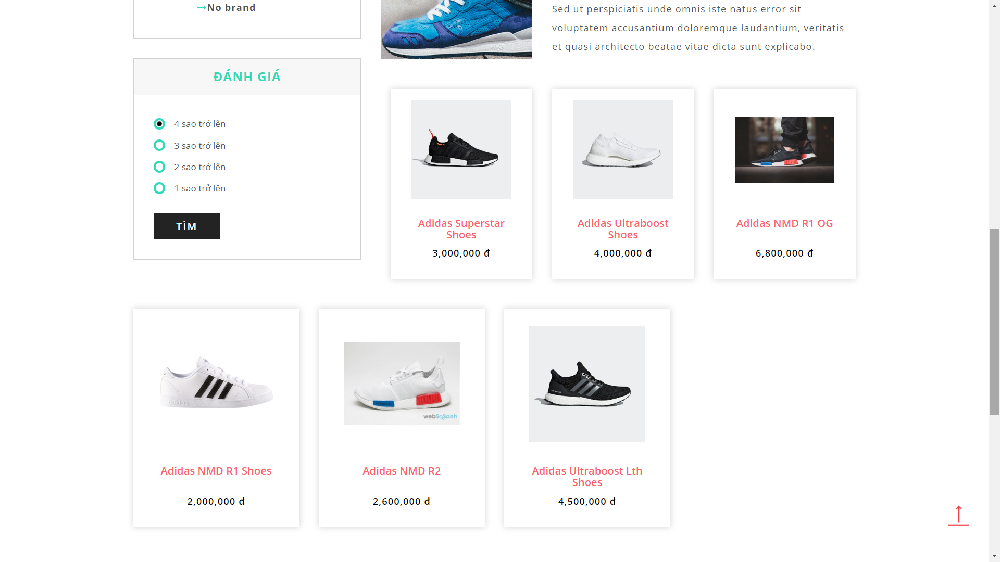 No brand
Sed ut perspiciatis unde omnis iste natus error sit
voluptatem accusantium doloremque laudantium, veritatis
et quasi architecto beatae vitae dicta sunt explicabo.
ĐÁNH GIÁ
4 sao trở lên
3 sao trở lên
2 sao trở lên
1 sao trở lên
TÌM
Adidas Superstar
Shoes
3,000,000 đ
Adidas Ultraboost
Shoes
4,000,000 đ
Adidas NMD R1 OG
6,800,000 đ
adidas
Adidas NMD R1 Shoes
2,000,000 đ
webSoSanh
Adidas NMD R2
2,600,000 đ
Adidas Ultraboost Lth
Shoes
4,500,000 đ